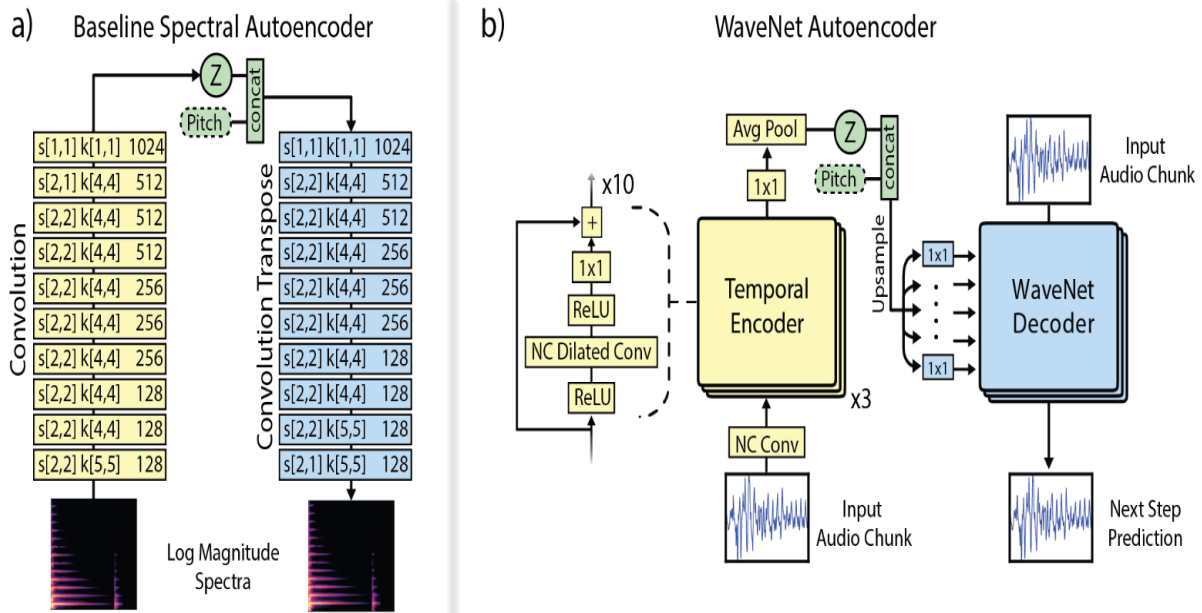 a)
Baseline Spectral Autoencoder
Z
concat
Pitch
Convolution
s[1,1] k[1,1] 1024
s[2,1] k[4,4] 512
s[2,2] k[4,4] 512
s[2,2] k[4,4] 512
s[2,2] k[4,4] 256
s[2,2] k[4,4] 256
s[2,2] k[4,4] 256
s[2,2] k[4,4] 128
s[2,2] k[4,4] 128
s[2,2] k[5,5] 128
Convolution Transpose
s[1,1] k[1,1] 1024
s[2,2] k[4,4] 512
s[2,2] k[4,4] 512
s[2,2] k[4,4] 256
s[2,2] k[4,4] 256
s[2,2] k[4,4] 256
s[2,2] k[4,4] 128
s[2,2] k[4,4] 128
s[2,2] k[5,5] 128
s[2,1] k[5,5] 128
Log Magnitude
Spectra
b)
WaveNet Autoencoder
x10
+
1x1
ReLU
NC Dilated Conv
ReLU
Avg Pool
1x1
Temporal
Encoder
x3
NC Conv
Input
Audio Chunk
Z
Pitch
concat
Upsample
1x1
1x1
Input
Audio Chunk
WaveNet
Decoder
Next Step
Prediction